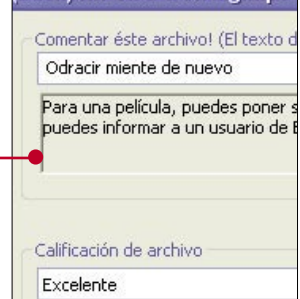 Comentar éste archivo! (El texto d
Odracir miente de nuevo
Para una película, puedes poner s
puedes informar a un usuario de E
Calificación de archivo
Excelente